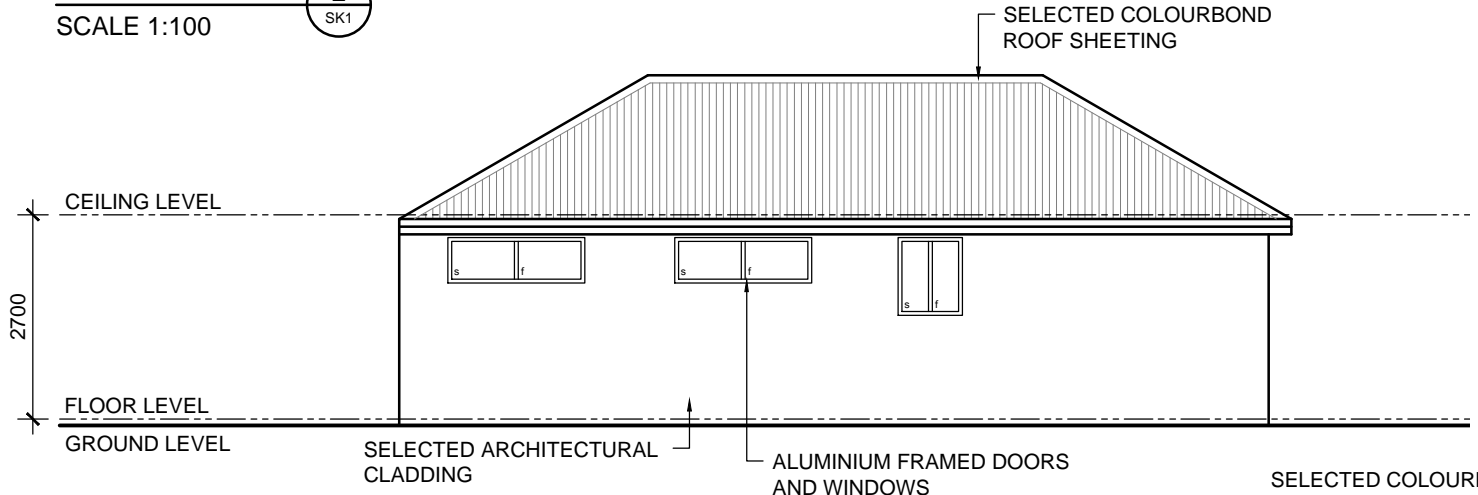 SCALE 1:100
SK1
SELECTED COLOURBOND
ROOF SHEETING
CEILING LEVEL
s f
s f
s f
2700
FLOOR LEVEL
GROUND LEVEL
SELECTED ARCHITECTURAL
CLADDING
ALUMINIUM FRAMED DOORS
AND WINDOWS
SELECTED